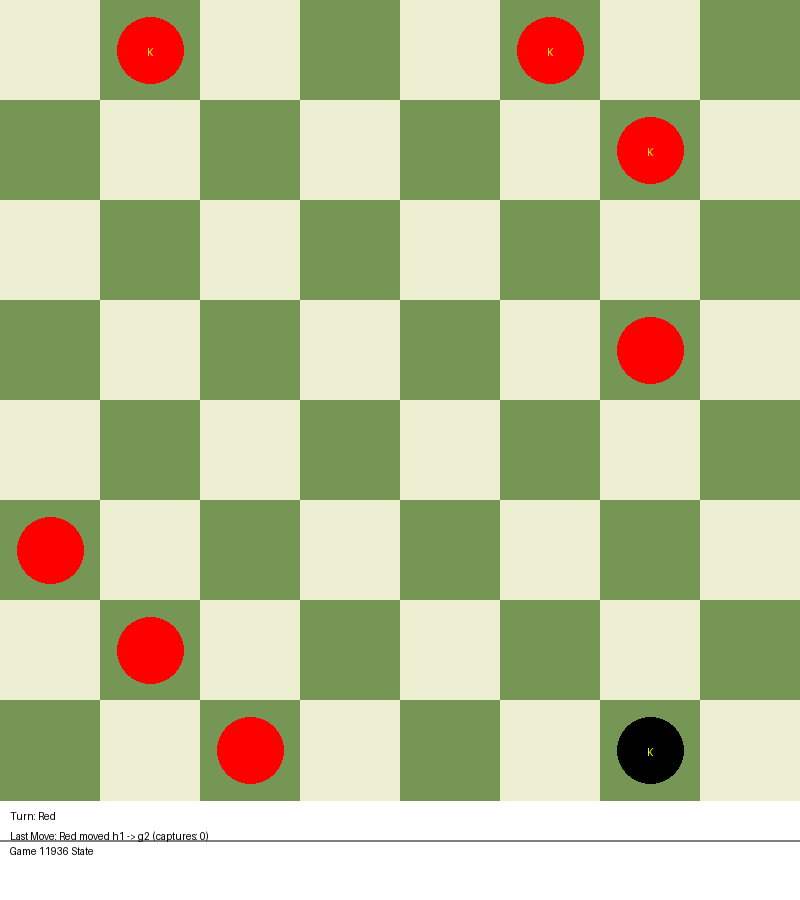 K K
K
K
Turn: Red
Last Move: Red moved h1 -> g2 (captures: 0)
Game 11936 State